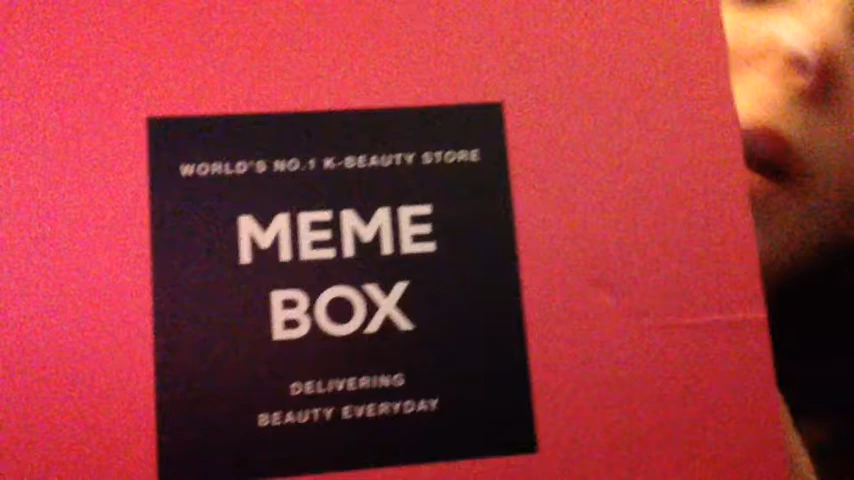 WORLD'S NO.1 K-BEAUTY STORE
MEME
BOX
DELIVERING
BEAUTY EVERYDAY